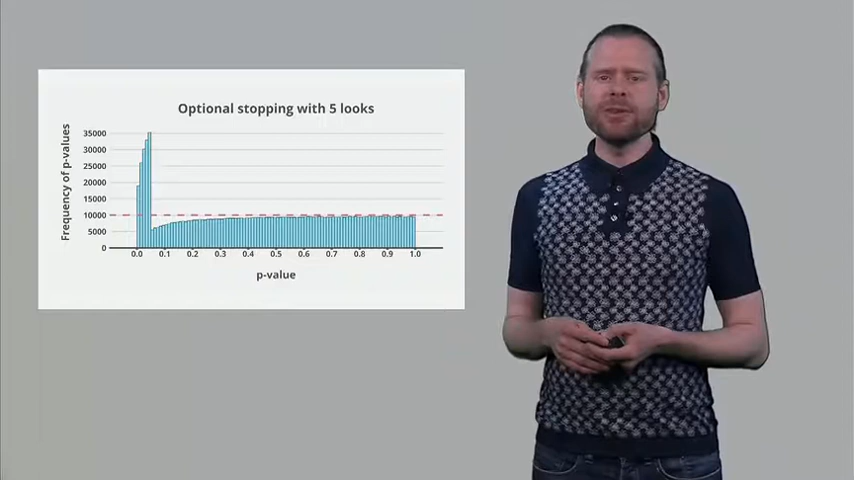 Optional stopping with 5 looks
Frequency of p-values
35000
30000
25000
20000
15000
10000
5000
0
0.0 0.1 0.2 0.3 0.4 0.5 0.6 0.7 0.8 0.9 1.0
p-value